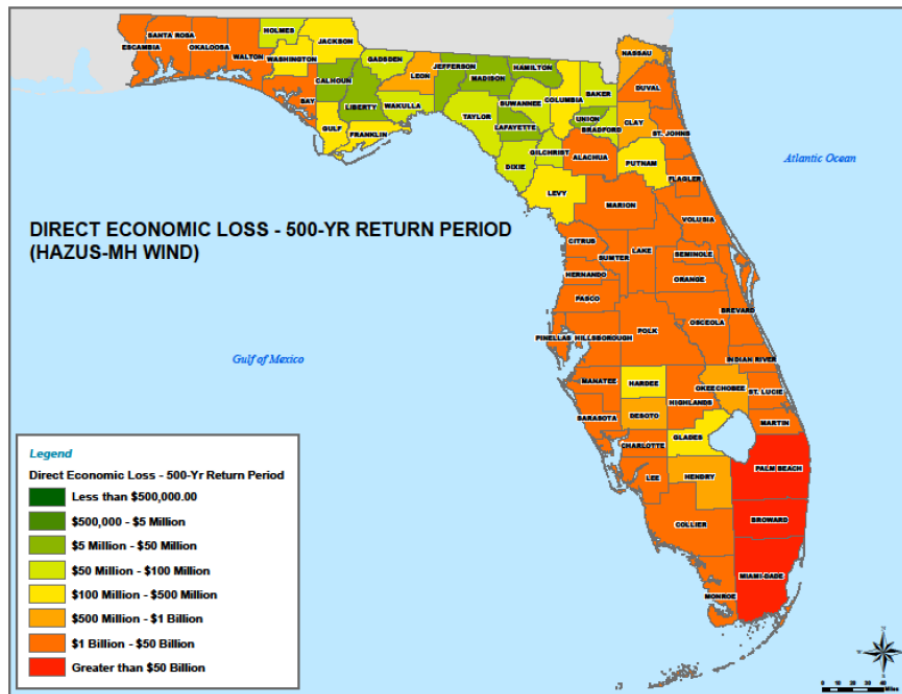 HOLMES
JACKSON
SANTA ROSA
ESCAMBIA
OKALOOSA
WALTON
WASHINGTON
GADSDEN
JEFFERSON
HAMILTON
NASSAU
LEON
MADISON
CALHOUN
BAY
LIBERTY
WAKULLA
TAYLOR
SUWANNEE
COLUMBIA
BAKER
DUVAL
UNION
CLAY
LAFAYETTE
BRADFORD
ST. JOHNS
GULF
FRANKLIN
DIXIE
GILCHRIST
ALACHUA
PUTNAM
FLAGLER
Atlantic Ocean
LEVY
MARION
VOLUSIA
DIRECT ECONOMIC LOSS - 500-YR RETURN PERIOD
(HAZUS-MH WIND)
CITRUS
SUMTER
LAKE
SEMINOLE
HERNANDO
ORANGE
PASCO
BREVARD
OSCEOLA
PINELLAS
HILLSBOROUGH
POLK
Gulf of Mexico
INDIAN RIVER
MANATEE
HARDEE
OKEECHOBEE
ST. LUCIE
HIGHLANDS
SARASOTA
DESOTO
MARTIN
CHARLOTTE
GLADES
LEE
HENDRY
PALM BEACH
COLLIER
BROWARD
MONROE
MIAMI-DADE
Legend
Direct Economic Loss - 500-Yr Return Period
Less than $500,000.00
$500,000 - $5 Million
$5 Million - $50 Million
$50 Million - $100 Million
$100 Million - $500 Million
$500 Million - $1 Billion
$1 Billion - $50 Billion
Greater than $50 Billion
0 10 20 30 40
Miles